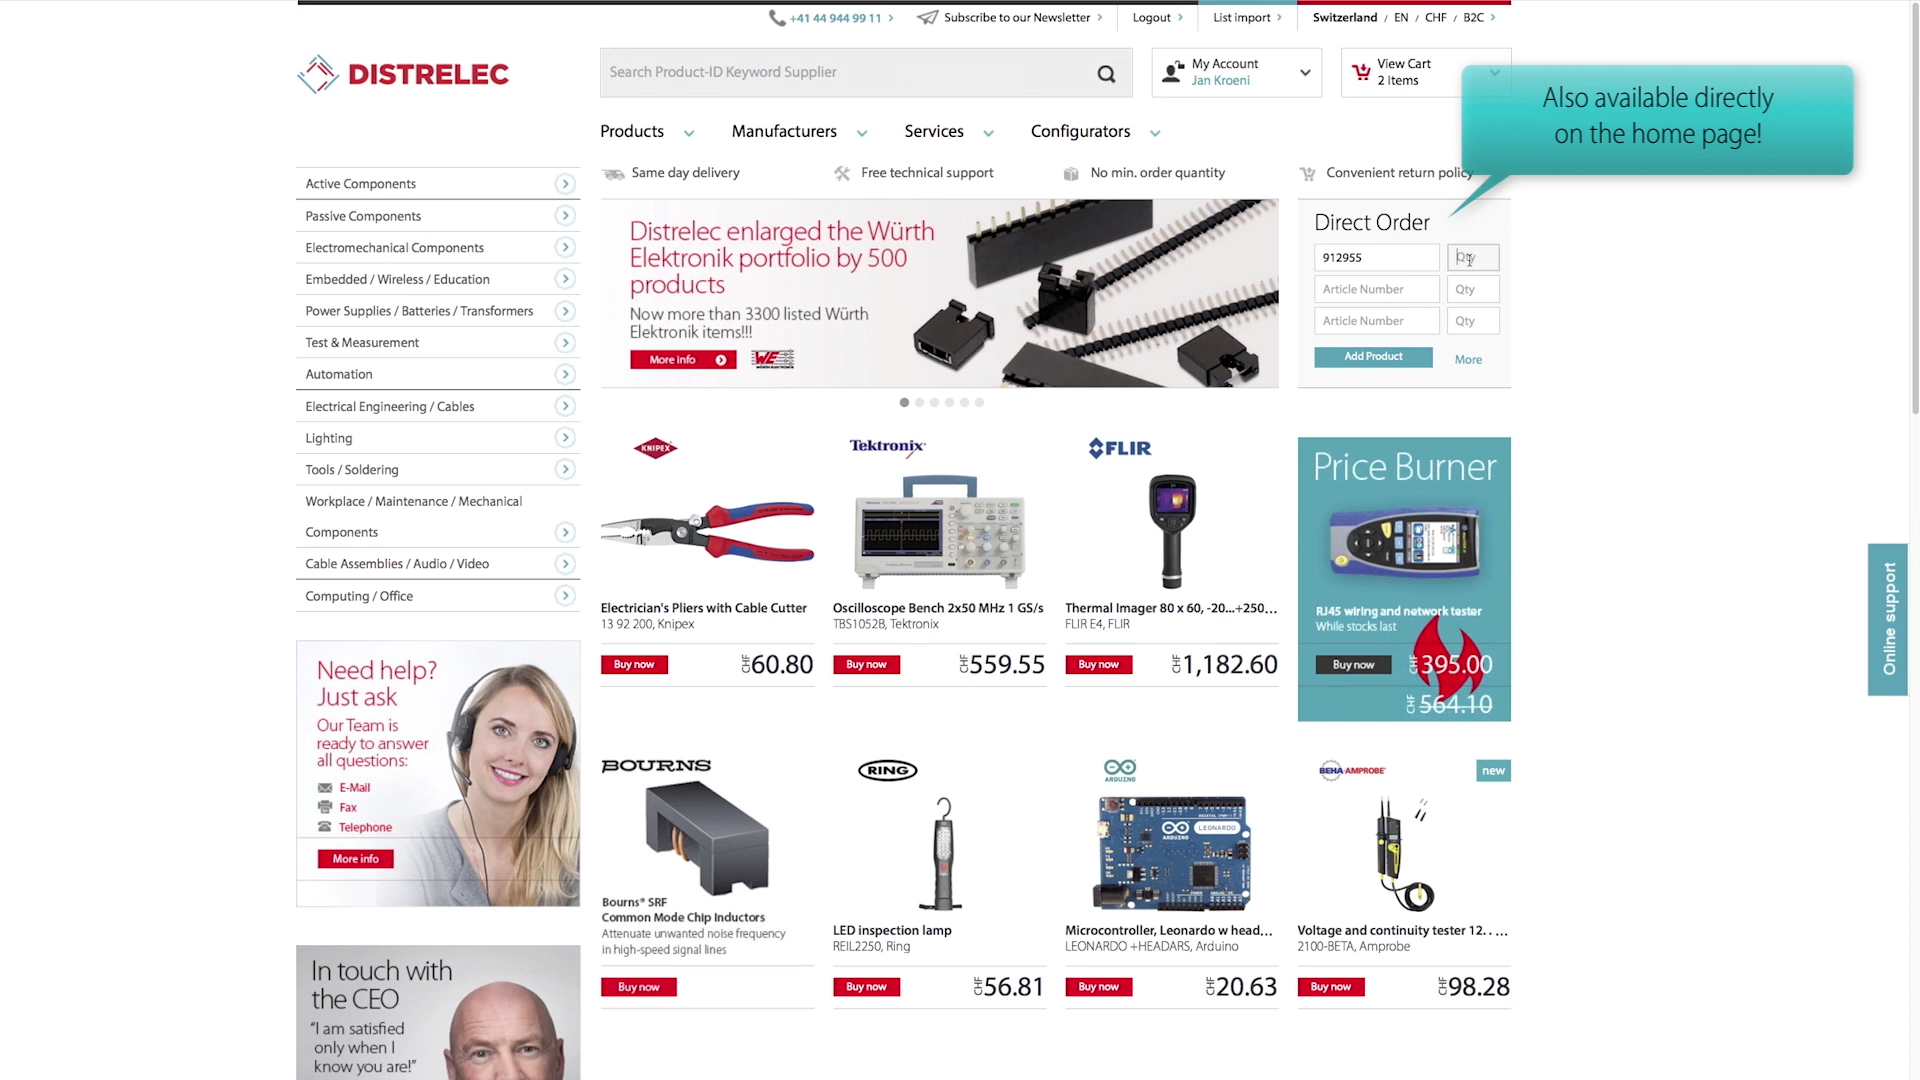 +41 44 944 99 11
Subscribe to our Newsletter
Logout
List import
Switzerland / EN / CHF / B2C
DISTRELEC
Search Product-ID Keyword Supplier
My Account
Jan Kroeni
View Cart
2 Items
Also available directly
on the home page!
Products
Manufacturers
Services
Configurators
Same day delivery
Free technical support
No min. order quantity
Convenient return policy
Active Components
Passive Components
Electromechanical Components
Embedded / Wireless / Education
Power Supplies / Batteries / Transformers
Test & Measurement
Automation
Electrical Engineering / Cables
Lighting
Tools / Soldering
Workplace / Maintenance / Mechanical
Components
Cable Assemblies / Audio / Video
Computing / Office
Distrelec enlarged the Würth
Elektronik portfolio by 500
products
Now more than 3300 listed Würth
Elektronik items!!!
More info
WE
WÜRTH ELEKTRONIK
Direct Order
912955
Qty
Article Number
Qty
Article Number
Qty
Add Product
More
KNIPEX
Electrician's Pliers with Cable Cutter
13 92 200, Knipex
Buy now
CHF 60.80
Tektronix
Oscilloscope Bench 2x50 MHz 1 GS/s
TBS1052B, Tektronix
Buy now
CHF 559.55
FLIR
Thermal Imager 80 x 60, -20...+250...
FLIR E4, FLIR
Buy now
CHF 1,182.60
Price Burner
RJ45 wiring and network tester
While stocks last
Buy now
CHF 395.00
CHF 564.10
Online support
Need help?
Just ask
Our Team is
ready to answer
all questions:
E-Mail
Fax
Telephone
More info
BOURNS
Bourns® SRF
Common Mode Chip Inductors
Attenuate unwanted noise frequency
in high-speed signal lines
Buy now
RING
LED inspection lamp
REIL2250, Ring
Buy now
CHF 56.81
ARDUINO
ARDUINO
LEONARDO
Microcontroller, Leonardo w head...
LEONARDO +HEADARS, Arduino
Buy now
CHF 20.63
BEHA-AMPROBE
new
Voltage and continuity tester 12. . ...
2100-BETA, Amprobe
Buy now
CHF 98.28
In touch with
the CEO
"I am satisfied
only when I
know you are!"